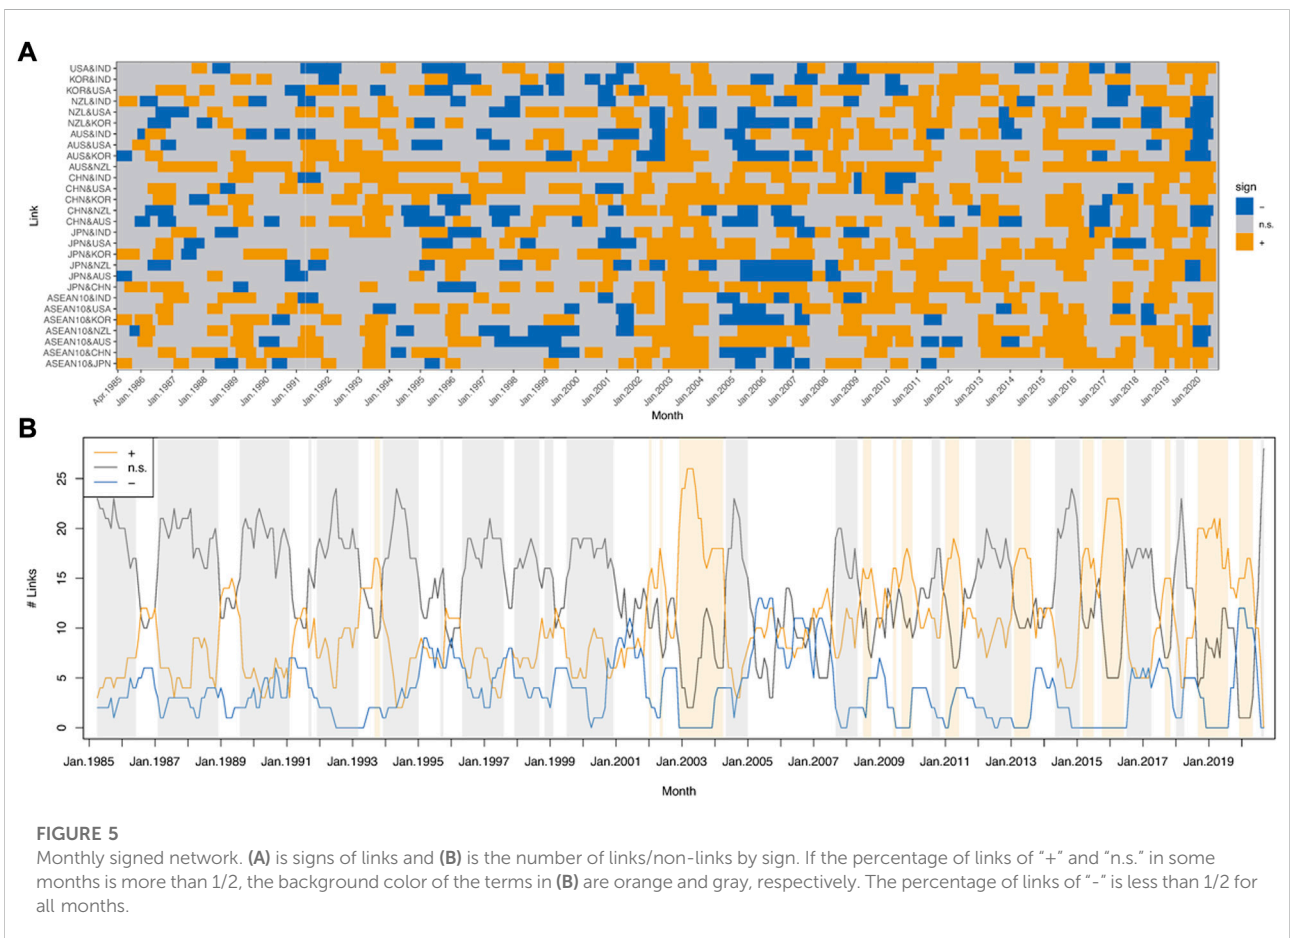 A
USA&IND
KOR&IND
KOR&USA
NZL&IND
NZL&USA
NZL&KOR
AUS&IND
AUS&USA
AUS&KOR
AUS&NZL
CHN&IND
CHN&USA
CHN&KOR
CHN&NZL
CHN&AUS
JPN&IND
JPN&USA
JPN&KOR
JPN&NZL
JPN&AUS
JPN&CHN
ASEAN10&IND
ASEAN10&USA
ASEAN10&KOR
ASEAN10&NZL
ASEAN10&AUS
ASEAN10&CHN
ASEAN10&JPN
Link
sign
-
n.s.
+
Apr.1985 Jan.1986 Jan.1987 Jan.1988 Jan.1989 Jan.1990 Jan.1991 Jan.1992 Jan.1993 Jan.1994 Jan.1995 Jan.1996 Jan.1997 Jan.1998 Jan.1999 Jan.2000 Jan.2001 Jan.2002 Jan.2003 Jan.2004 Jan.2005 Jan.2006 Jan.2007 Jan.2008 Jan.2009 Jan.2010 Jan.2011 Jan.2012 Jan.2013 Jan.2014 Jan.2015 Jan.2016 Jan.2017 Jan.2018 Jan.2019 Jan.2020
Month
B
+
n.s.
-
# Links
25
20
15
10
5
0
Jan.1985 Jan.1987 Jan.1989 Jan.1991 Jan.1993 Jan.1995 Jan.1997 Jan.1999 Jan.2001 Jan.2003 Jan.2005 Jan.2007 Jan.2009 Jan.2011 Jan.2013 Jan.2015 Jan.2017 Jan.2019
Month
FIGURE 5
Monthly signed network. (A) is signs of links and (B) is the number of links/non-links by sign. If the percentage of links of “+” and “n.s.” in some
months is more than 1/2, the background color of the terms in (B) are orange and gray, respectively. The percentage of links of “-” is less than 1/2 for
all months.